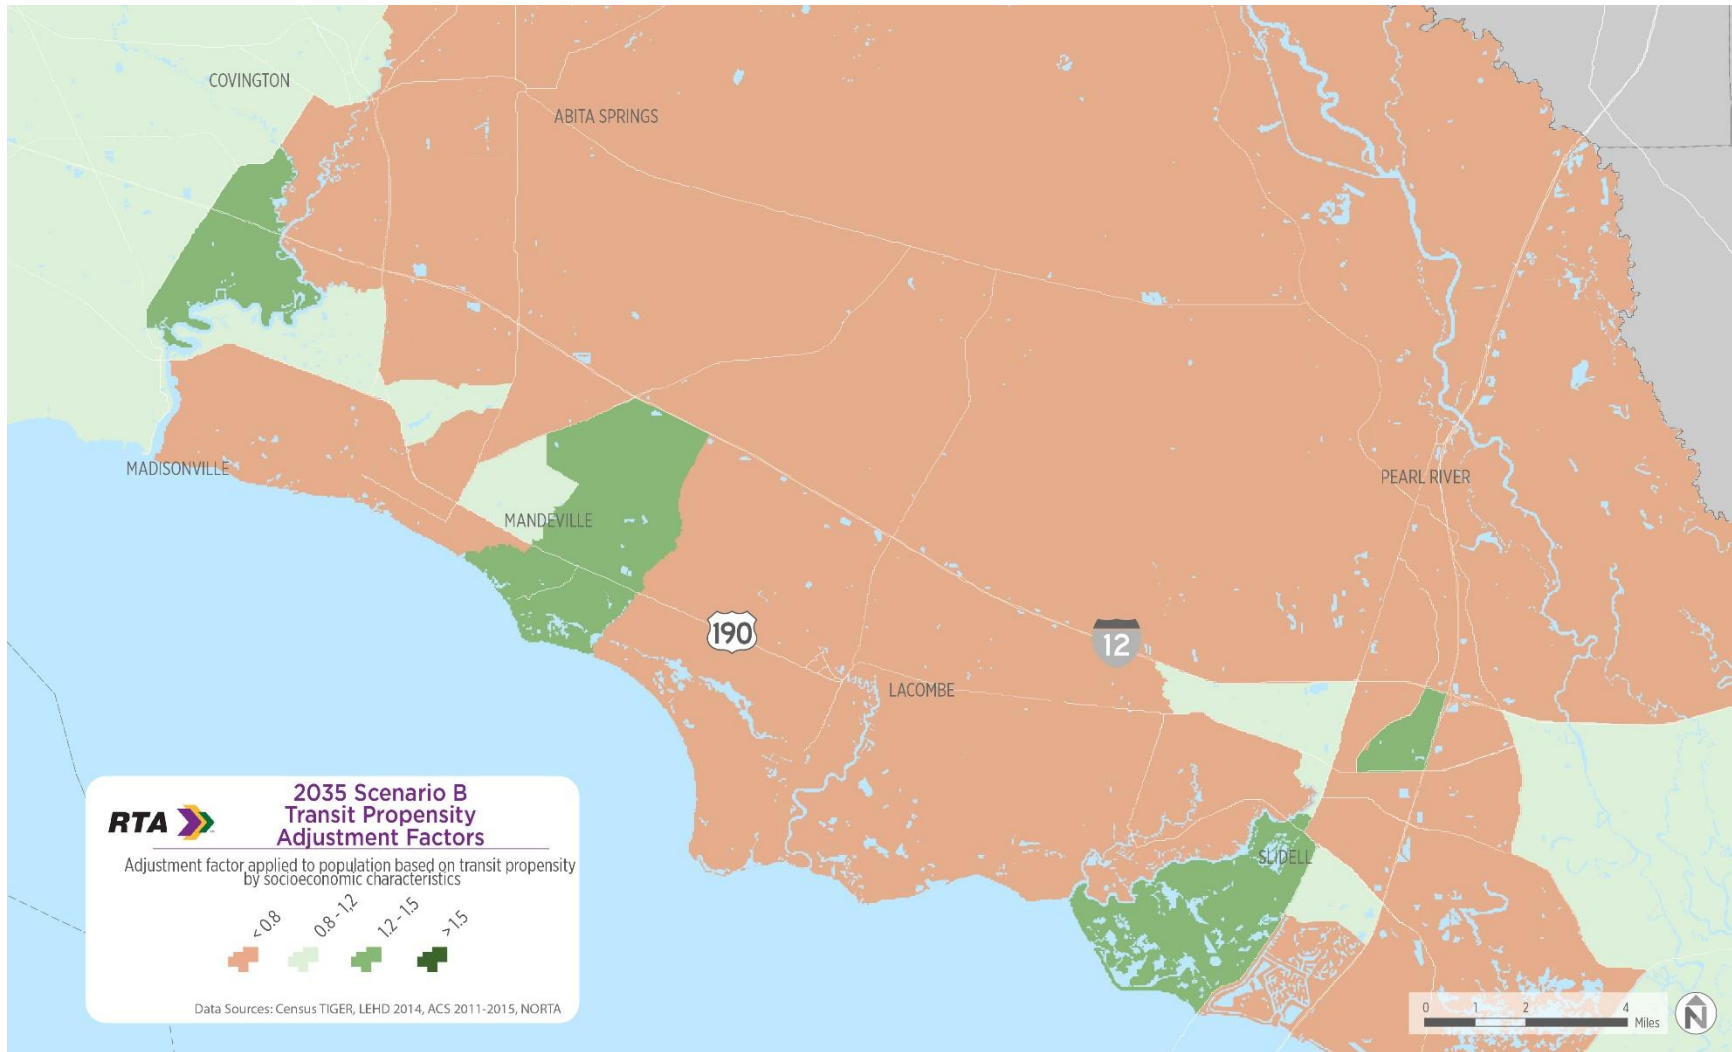 COVINGTON
ABITA SPRINGS
MADISONVILLE
PEARL RIVER
MANDEVILLE
190
12
LACOMBE
SLIDELL
RTA
2035 Scenario B
Transit Propensity
Adjustment Factors
Adjustment factor applied to population based on transit propensity
by socioeconomic characteristics
< 0.8
0.8 - 1,2
1.2 - 1.5
> 1.5
Data Sources: Census TIGER, LEHD 2014, ACS 2011-2015, NORTA
0 1 2 4
Miles
N